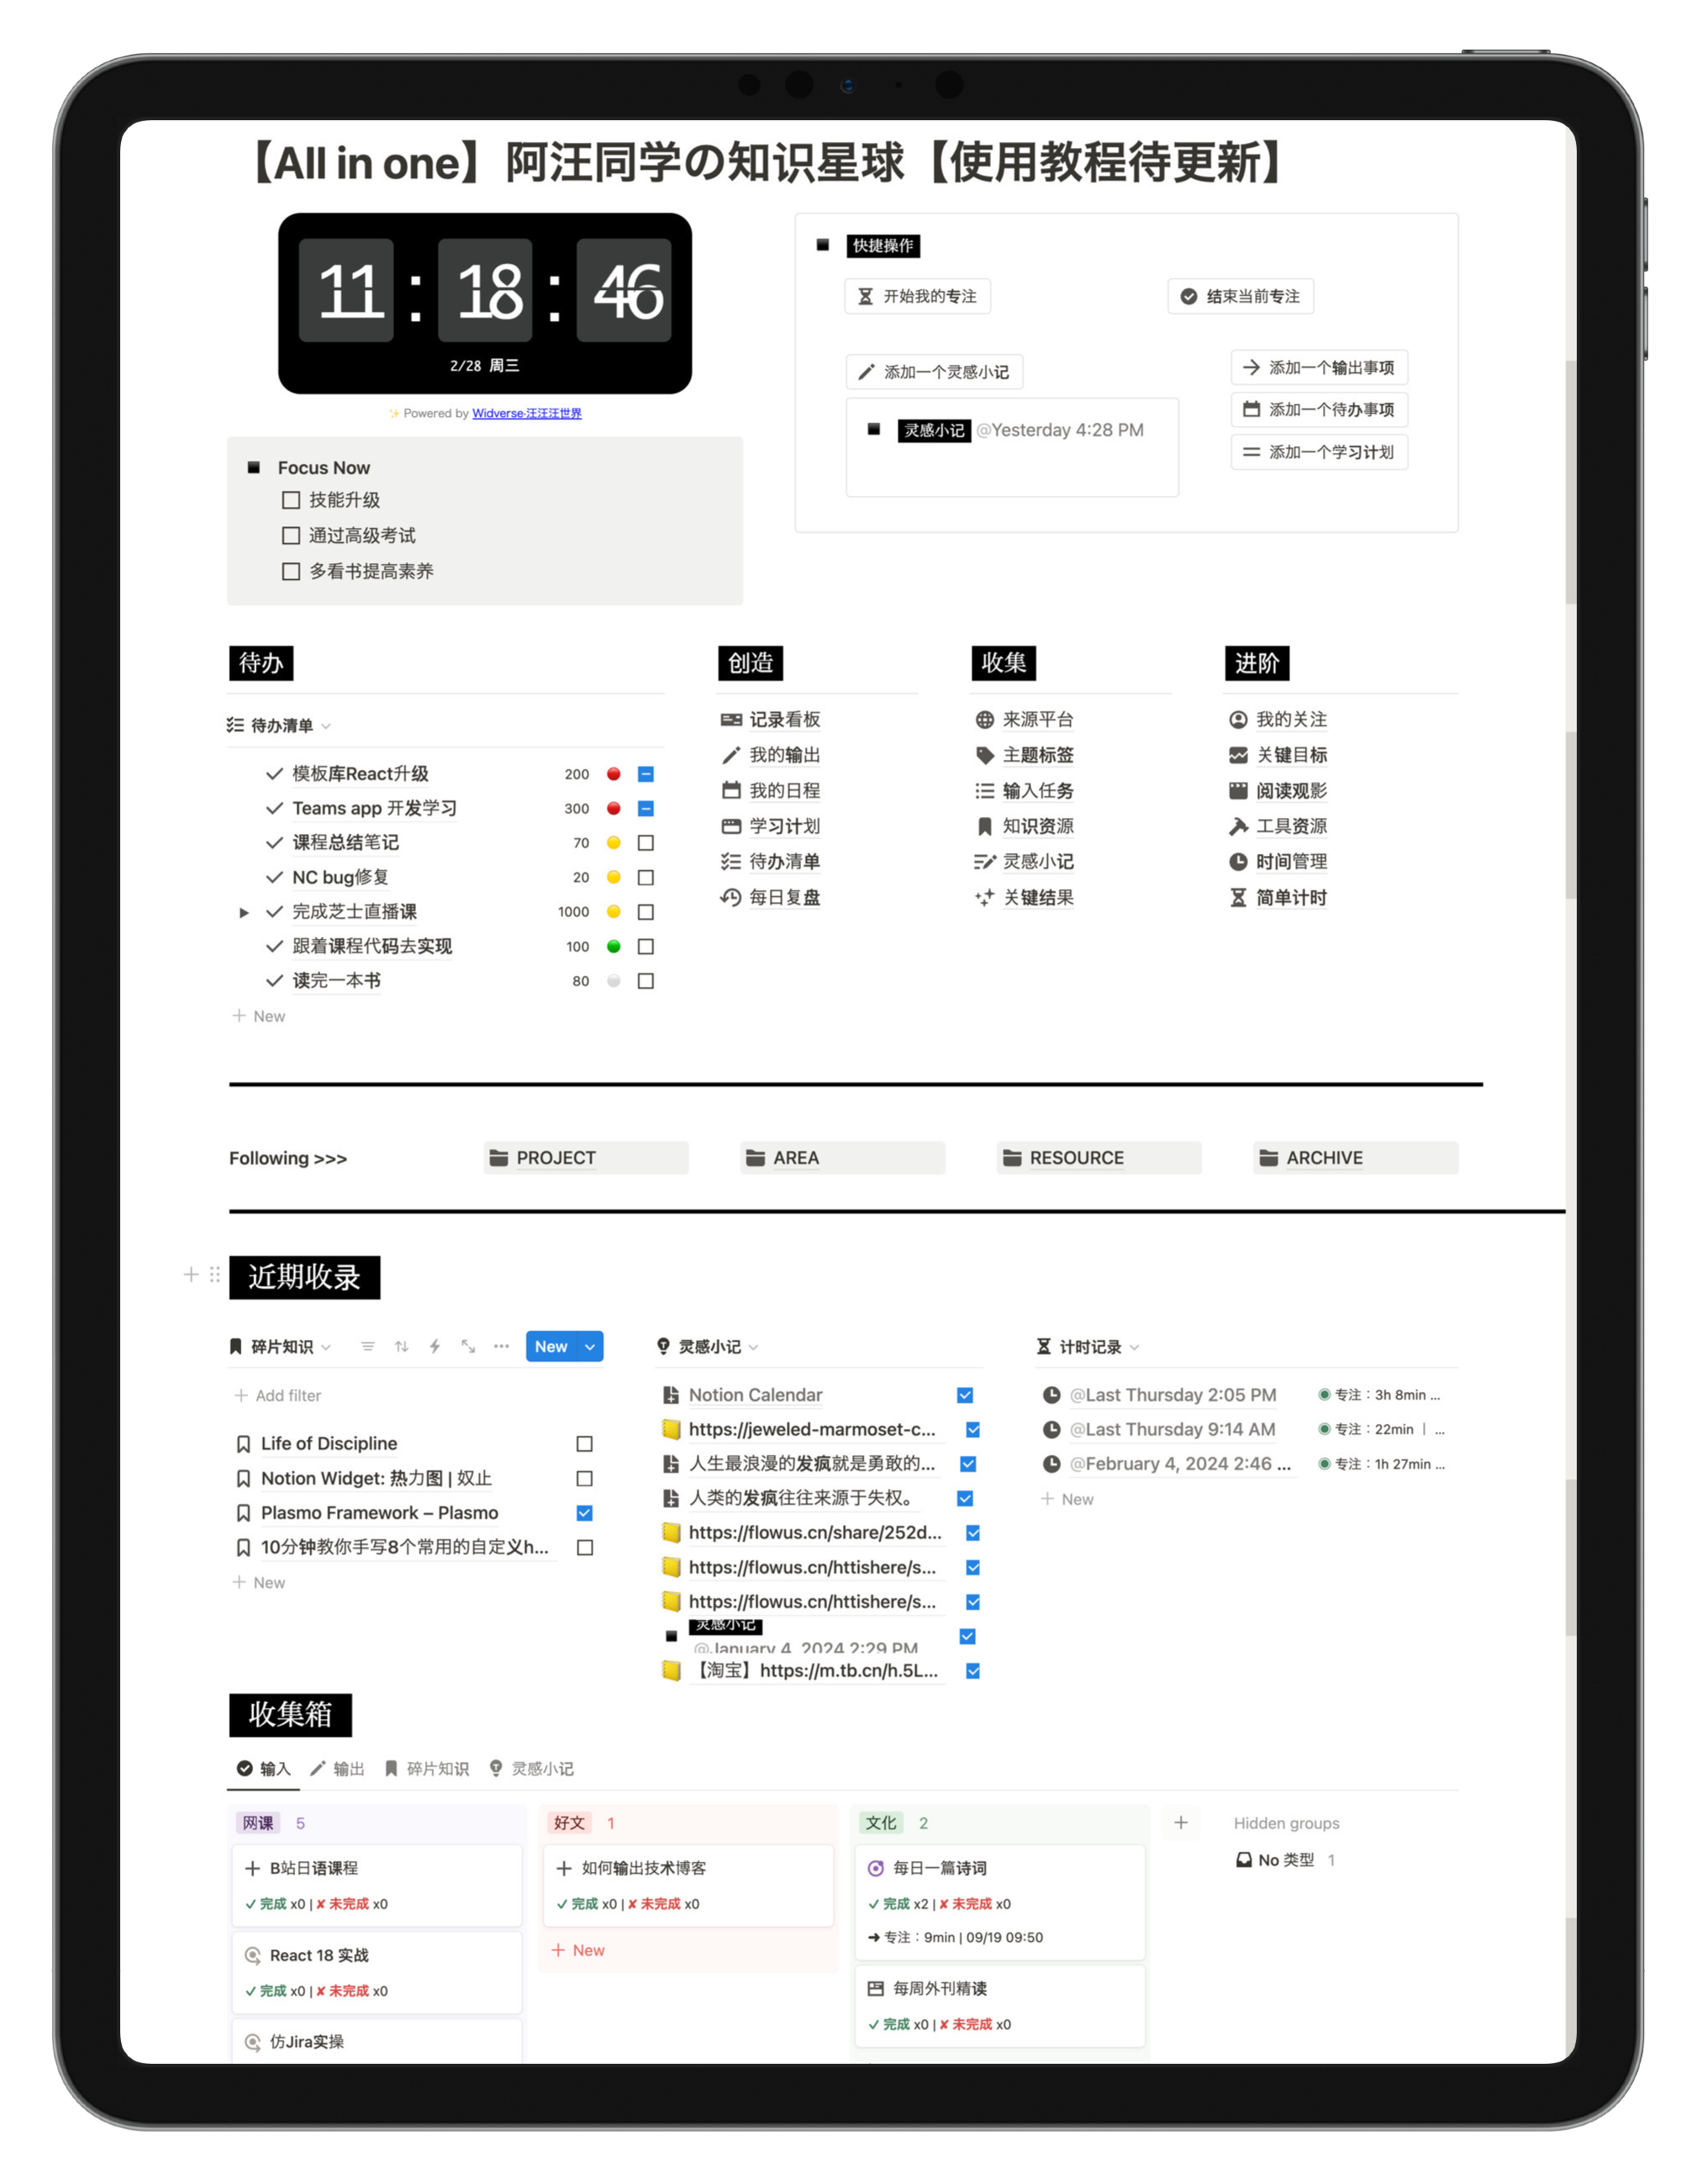 【All in one】阿汪同学の知识星球【使用教程待更新】
11 : 18 : 46
2/28 周三
✨ Powered by Widverse·汪汪汪世界
Focus Now
技能升级
通过高级考试
多看书提高素养
快捷操作
开始我的专注
结束当前专注
添加一个灵感小记
灵感小记 @Yesterday 4:28 PM
添加一个输出事项
添加一个待办事项
添加一个学习计划
待办
待办清单
模板库React升级 200
Teams app 开发学习 300
课程总结笔记 70
NC bug修复 20
完成芝士直播课 1000
跟着课程代码去实现 100
读完一本书 80
+ New
创造
记录看板
我的输出
我的日程
学习计划
待办清单
每日复盘
收集
来源平台
主题标签
输入任务
知识资源
灵感小记
关键结果
进阶
我的关注
关键目标
阅读观影
工具资源
时间管理
简单计时
Following >>>
PROJECT
AREA
RESOURCE
ARCHIVE
近期收录
碎片知识
New
+ Add filter
Life of Discipline
Notion Widget: 热力图 | 奴止
Plasmo Framework – Plasmo
10分钟教你手写8个常用的自定义h...
+ New
灵感小记
Notion Calendar
https://jeweled-marmoset-c...
人生最浪漫的发疯就是勇敢的...
人类的发疯往往来源于失权。
https://flowus.cn/share/252d...
https://flowus.cn/httishere/s...
https://flowus.cn/httishere/s...
灵感小记
@January 4, 2024 2:29 PM
【淘宝】https://m.tb.cn/h.5L...
计时记录
@Last Thursday 2:05 PM 专注：3h 8min ...
@Last Thursday 9:14 AM 专注：22min | ...
@February 4, 2024 2:46 ... 专注：1h 27min ...
+ New
收集箱
输入 输出 碎片知识 灵感小记
网课 5
B站日语课程
✓ 完成 x0 | ✘ 未完成 x0
React 18 实战
✓ 完成 x0 | ✘ 未完成 x0
仿Jira实操
好文 1
如何输出技术博客
✓ 完成 x0 | ✘ 未完成 x0
+ New
文化 2
每日一篇诗词
✓ 完成 x2 | ✘ 未完成 x0
➜ 专注：9min | 09/19 09:50
每周外刊精读
✓ 完成 x0 | ✘ 未完成 x0
Hidden groups
No 类型 1